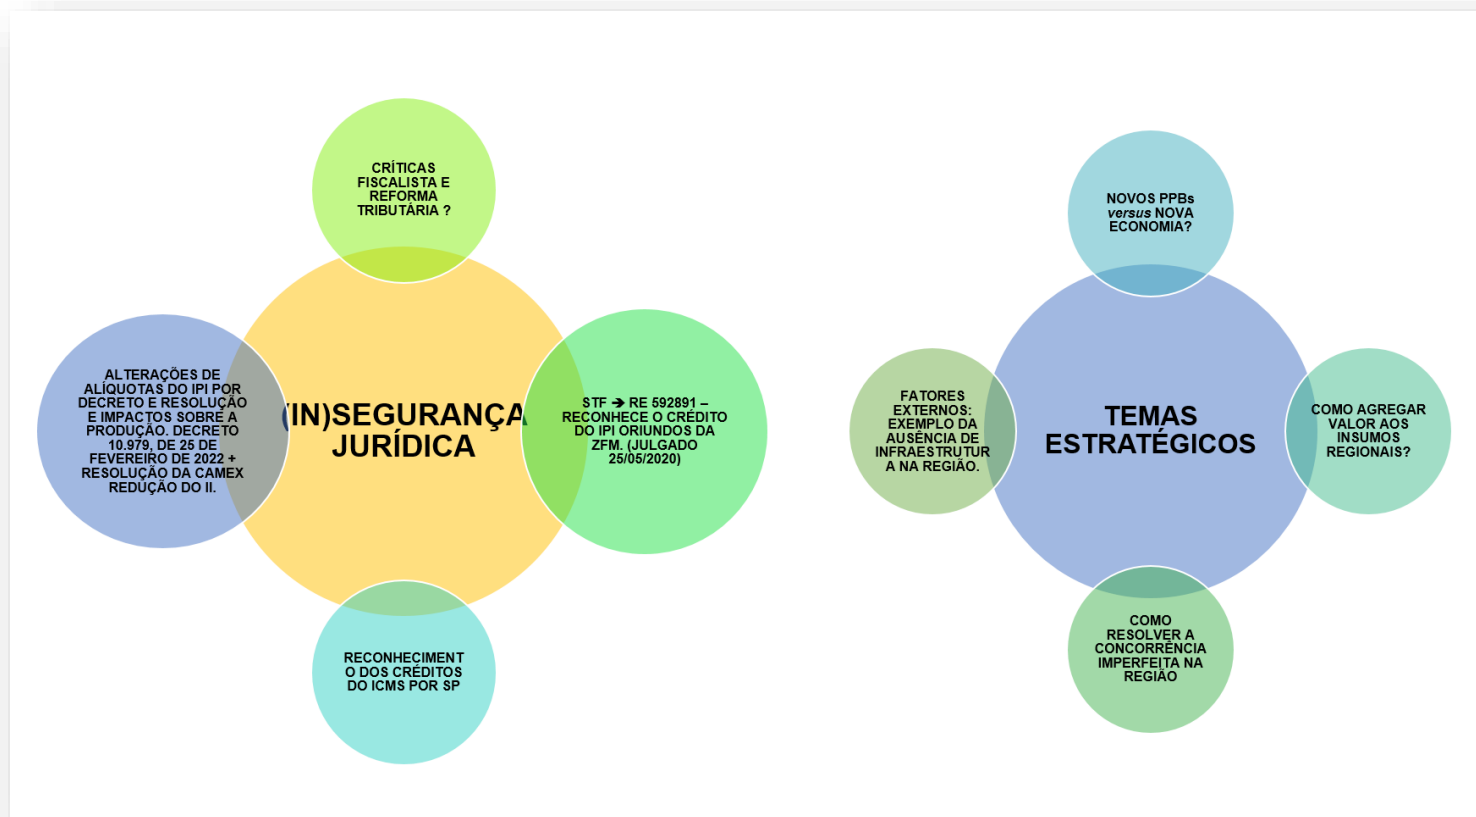 CRÍTICAS
FISCALISTA E
REFORMA
TRIBUTÁRIA ?
ALTERAÇÕES DE
ALÍQUOTAS DO IPI POR
DECRETO E RESOLUÇÃO
E IMPACTOS SOBRE A
PRODUÇÃO. DECRETO
10.979, DE 25 DE
FEVEREIRO DE 2022 +
RESOLUÇÃO DA CAMEX
REDUÇÃO DO II.
(IN)SEGURANÇA
JURÍDICA
STF ➔ RE 592891 –
RECONHECE O CRÉDITO
DO IPI ORIUNDOS DA
ZFM. (JULGADO
25/05/2020)
RECONHECIMENT
O DOS CRÉDITOS
DO ICMS POR SP
NOVOS PPBs
versus NOVA
ECONOMIA?
FATORES
EXTERNOS:
EXEMPLO DA
AUSÊNCIA DE
INFRAESTRUTUR
A NA REGIÃO.
TEMAS
ESTRATÉGICOS
COMO AGREGAR
VALOR AOS
INSUMOS
REGIONAIS?
COMO
RESOLVER A
CONCORRÊNCIA
IMPERFEITA NA
REGIÃO